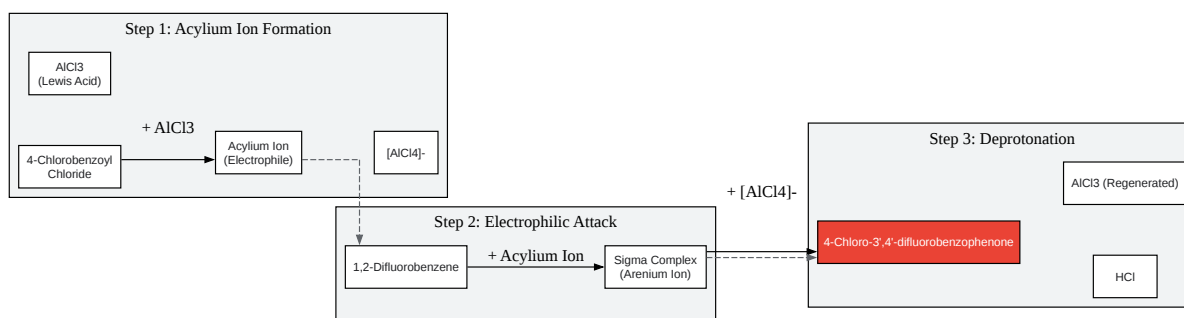 Step 1: Acylium Ion Formation
AlCl3
(Lewis Acid)
+ AlCl3
4-Chlorobenzoyl
Chloride
Acylium Ion
(Electrophile)
[AlCl4]-
Step 2: Electrophilic Attack
1,2-Difluorobenzene
+ Acylium Ion
Sigma Complex
(Arenium Ion)
+ [AlCl4]-
Step 3: Deprotonation
AlCl3 (Regenerated)
4-Chloro-3',4'-difluorobenzophenone
HCl